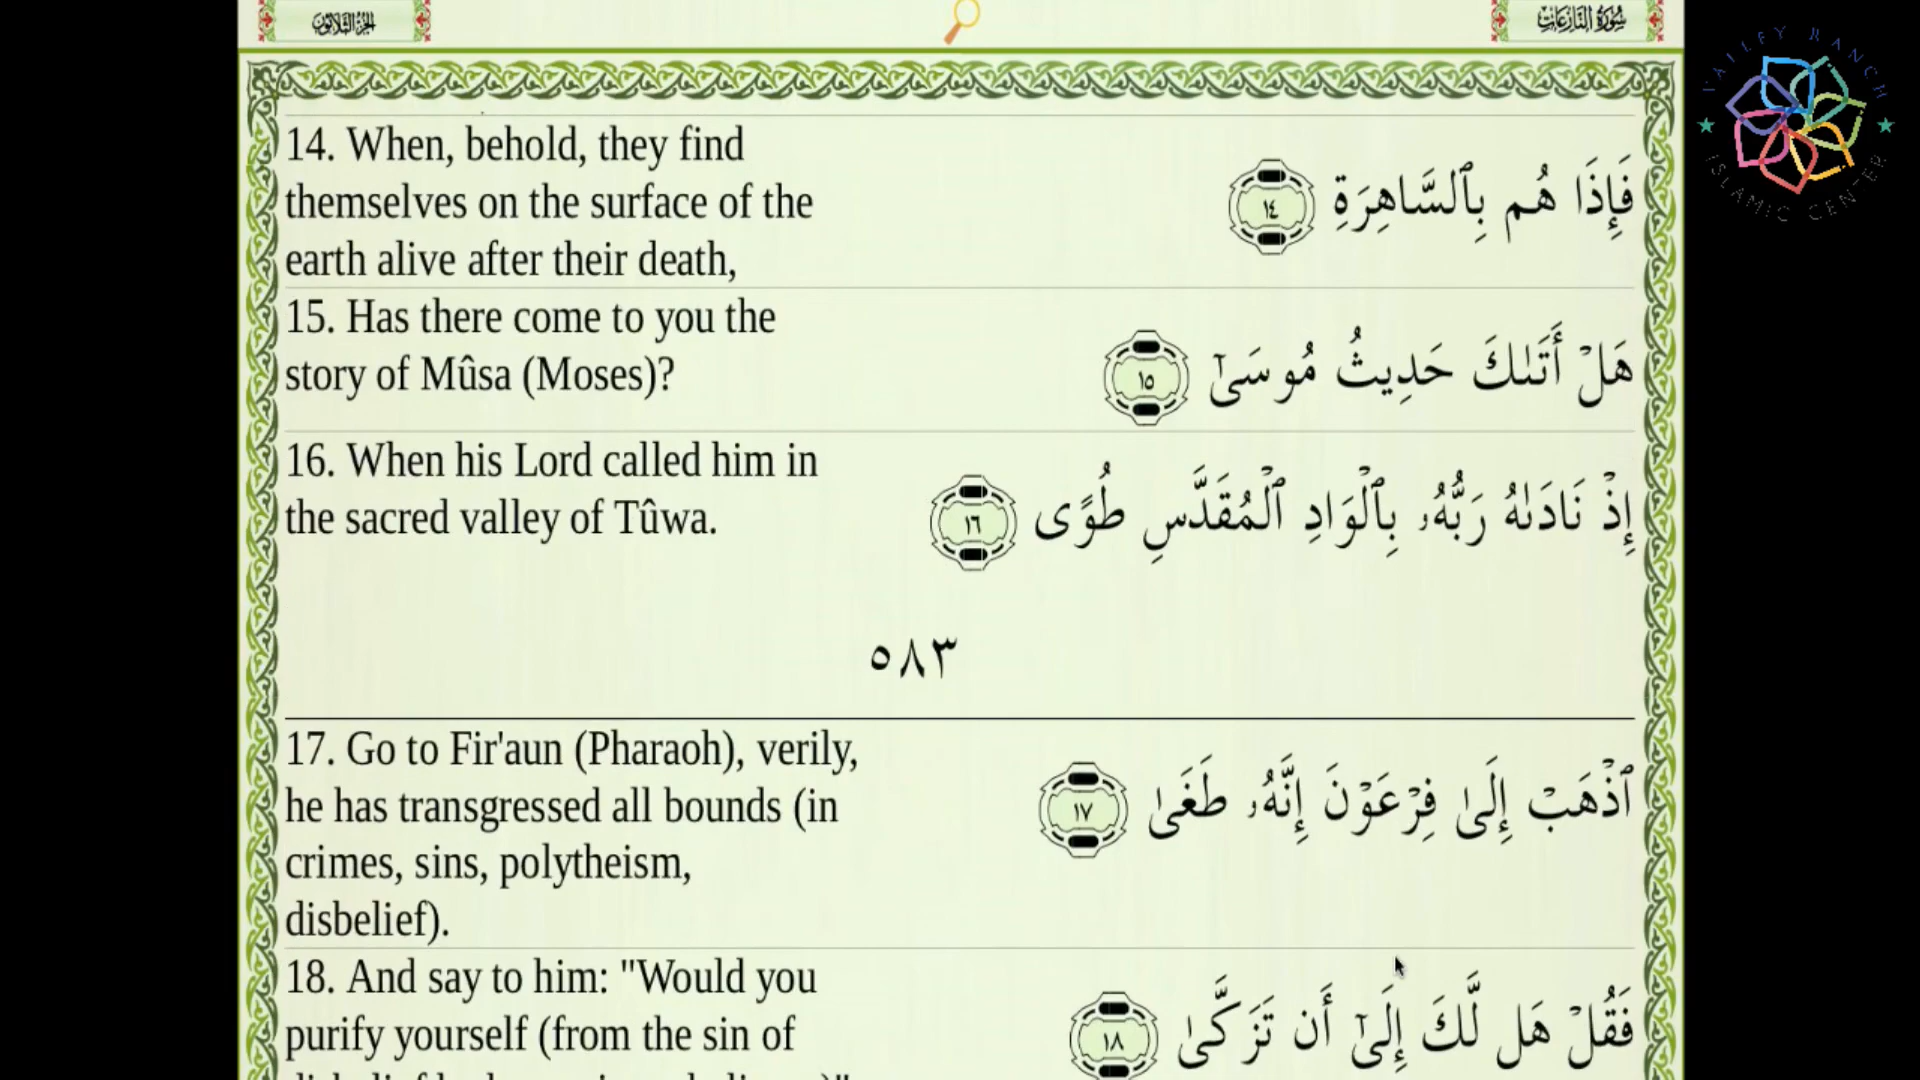 الجزء الثلاثون
سورة النازعات
VALLEY RANCH
ISLAMIC CENTER
14. When, behold, they find
themselves on the surface of the
earth alive after their death,
فَإِذَا هُم بِٱلسَّاهِرَةِ ١٤
15. Has there come to you the
story of Mûsa (Moses)?
هَلْ أَتَىٰكَ حَدِيثُ مُوسَىٰٓ ١٥
16. When his Lord called him in
the sacred valley of Tûwa.
إِذْ نَادَىٰهُ رَبُّهُۥ بِٱلْوَادِ ٱلْمُقَدَّسِ طُوًى ١٦
٥٨٣
17. Go to Fir'aun (Pharaoh), verily,
he has transgressed all bounds (in
crimes, sins, polytheism,
disbelief).
ٱذْهَبْ إِلَىٰ فِرْعَوْنَ إِنَّهُۥ طَغَىٰ ١٧
18. And say to him: "Would you
purify yourself (from the sin of
فَقُلْ هَل لَّكَ إِلَىٰٓ أَن تَزَكَّىٰ ١٨